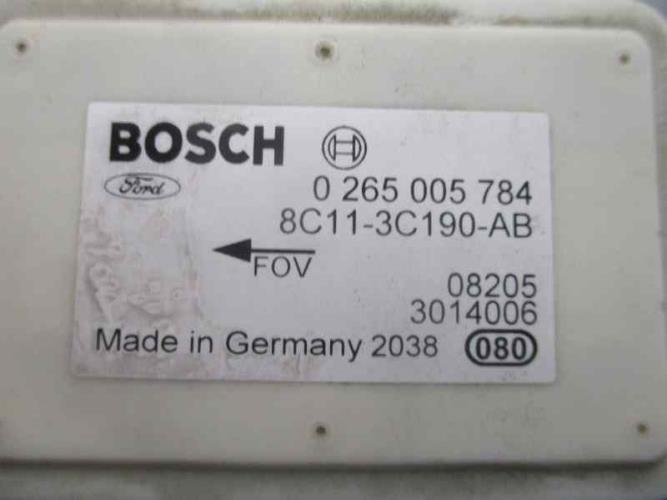 BOSCH
Ford
0 265 005 784
8C11-3C190-AB
FOV
08205
3014006
Made in Germany 2038 080